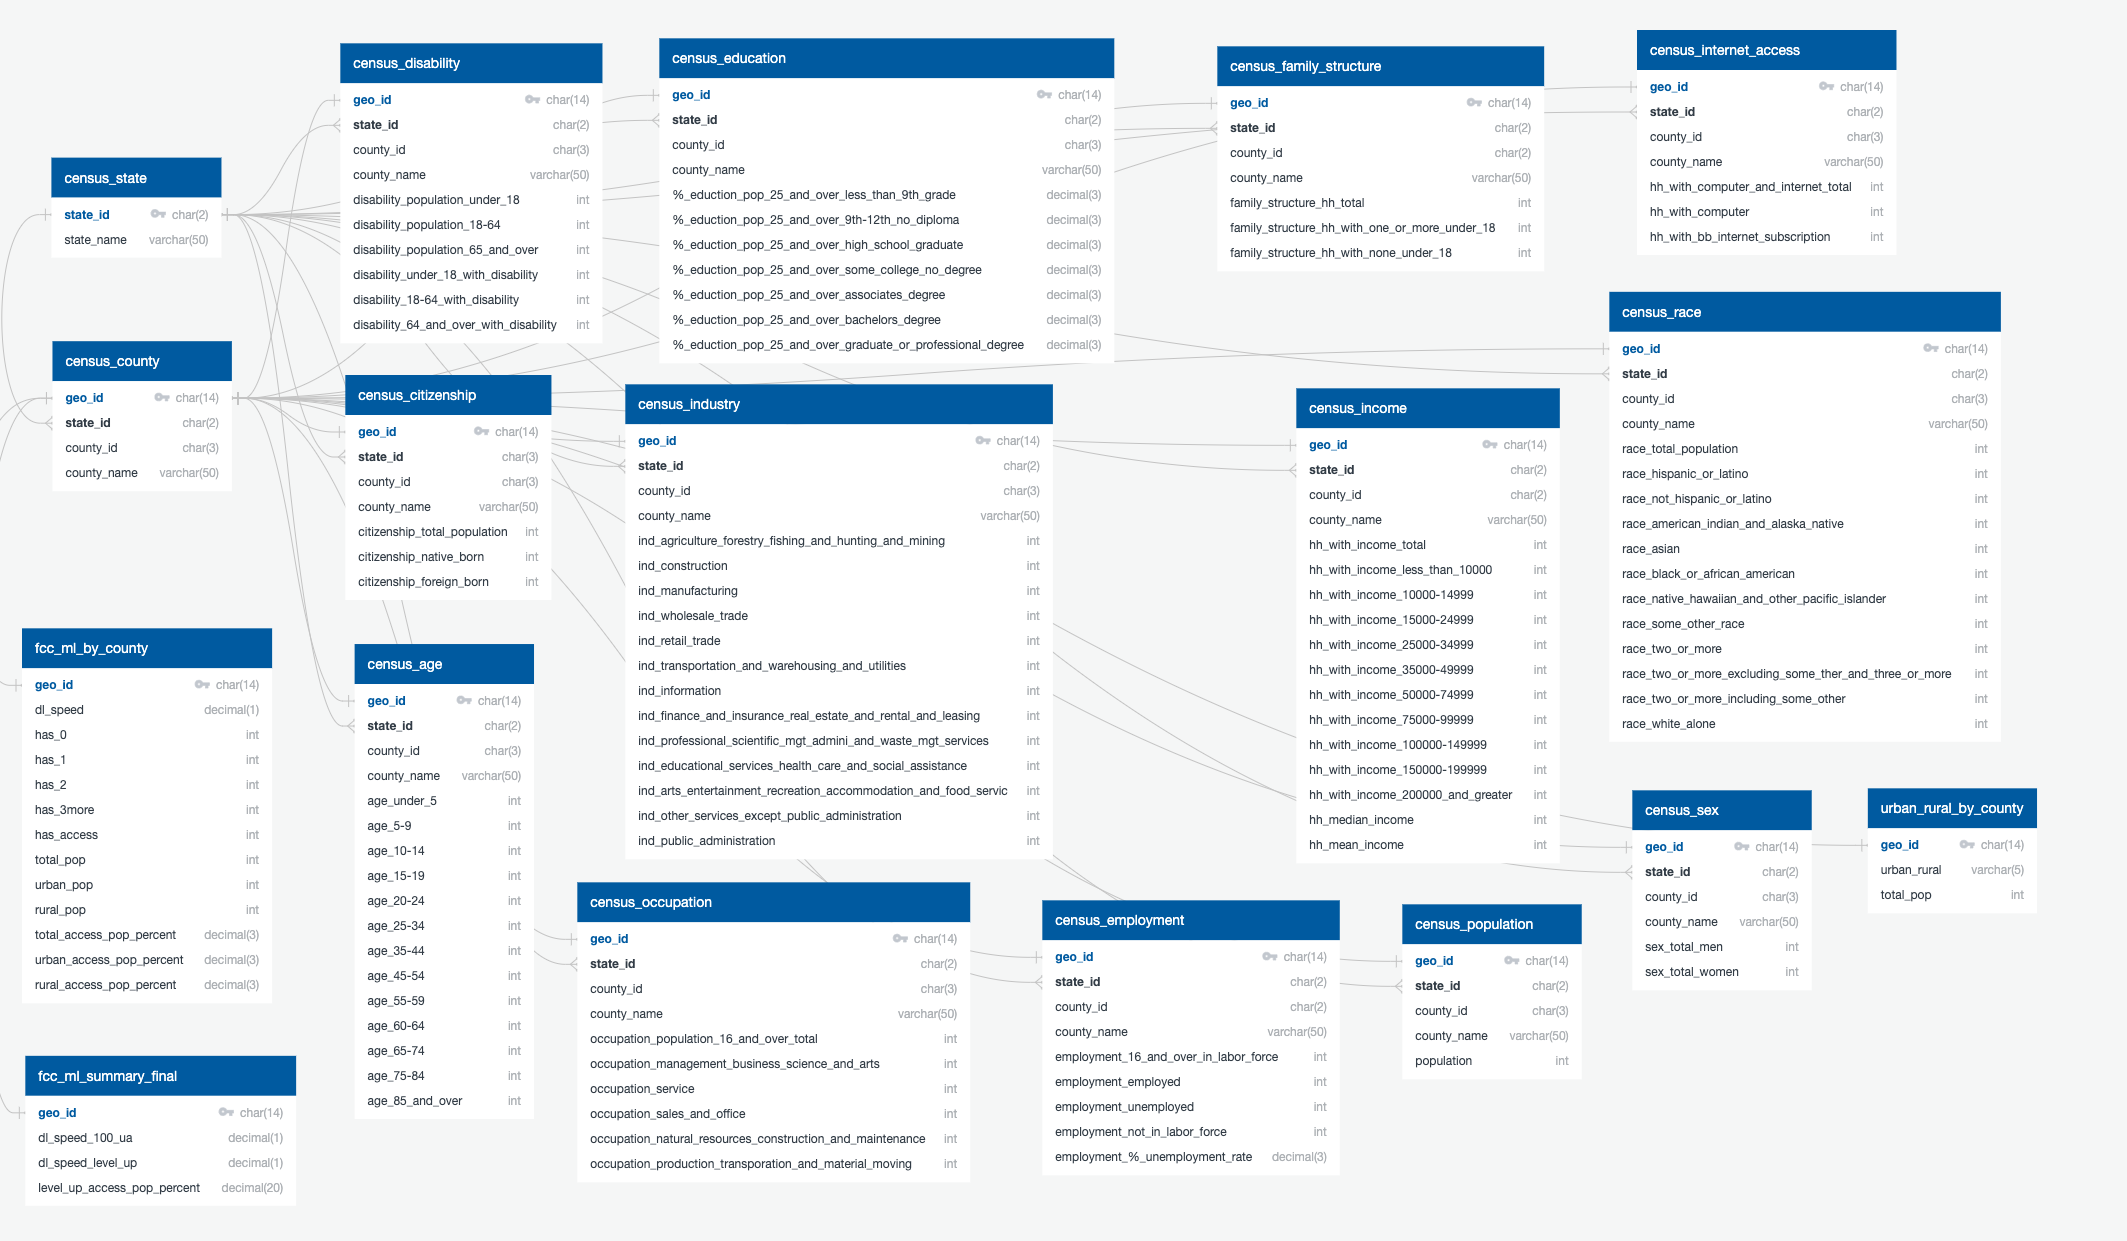 census_state
state_id char(2)
state_name varchar(50)
census_county
geo_id char(14)
state_id char(2)
county_id char(3)
county_name varchar(50)
fcc_ml_by_county
geo_id char(14)
dl_speed decimal(1)
has_0 int
has_1 int
has_2 int
has_3more int
has_access int
total_pop int
urban_pop int
rural_pop int
total_access_pop_percent decimal(3)
urban_access_pop_percent decimal(3)
rural_access_pop_percent decimal(3)
fcc_ml_summary_final
geo_id char(14)
dl_speed_100_ua decimal(1)
dl_speed_level_up decimal(1)
level_up_access_pop_percent decimal(20)
census_disability
geo_id char(14)
state_id char(2)
county_id char(3)
county_name varchar(50)
disability_population_under_18 int
disability_population_18-64 int
disability_population_65_and_over int
disability_under_18_with_disability int
disability_18-64_with_disability int
disability_64_and_over_with_disability int
census_citizenship
geo_id char(14)
state_id char(3)
county_id char(3)
county_name varchar(50)
citizenship_total_population int
citizenship_native_born int
citizenship_foreign_born int
census_age
geo_id char(14)
state_id char(2)
county_id char(3)
county_name varchar(50)
age_under_5 int
age_5-9 int
age_10-14 int
age_15-19 int
age_20-24 int
age_25-34 int
age_35-44 int
age_45-54 int
age_55-59 int
age_60-64 int
age_65-74 int
age_75-84 int
age_85_and_over int
census_education
geo_id char(14)
state_id char(2)
county_id char(3)
county_name varchar(50)
%_eduction_pop_25_and_over_less_than_9th_grade decimal(3)
%_eduction_pop_25_and_over_9th-12th_no_diploma decimal(3)
%_eduction_pop_25_and_over_high_school_graduate decimal(3)
%_eduction_pop_25_and_over_some_college_no_degree decimal(3)
%_eduction_pop_25_and_over_associates_degree decimal(3)
%_eduction_pop_25_and_over_bachelors_degree decimal(3)
%_eduction_pop_25_and_over_graduate_or_professional_degree decimal(3)
census_industry
geo_id char(14)
state_id char(2)
county_id char(3)
county_name varchar(50)
ind_agriculture_forestry_fishing_and_hunting_and_mining int
ind_construction int
ind_manufacturing int
ind_wholesale_trade int
ind_retail_trade int
ind_transportation_and_warehousing_and_utilities int
ind_information int
ind_finance_and_insurance_real_estate_and_rental_and_leasing int
ind_professional_scientific_mgt_admini_and_waste_mgt_services int
ind_educational_services_health_care_and_social_assistance int
ind_arts_entertainment_recreation_accommodation_and_food_servic int
ind_other_services_except_public_administration int
ind_public_administration int
census_occupation
geo_id char(14)
state_id char(2)
county_id char(3)
county_name varchar(50)
occupation_population_16_and_over_total int
occupation_management_business_science_and_arts int
occupation_service int
occupation_sales_and_office int
occupation_natural_resources_construction_and_maintenance int
occupation_production_transporation_and_material_moving int
census_family_structure
geo_id char(14)
state_id char(2)
county_id char(2)
county_name varchar(50)
family_structure_hh_total int
family_structure_hh_with_one_or_more_under_18 int
family_structure_hh_with_none_under_18 int
census_income
geo_id char(14)
state_id char(2)
county_id char(2)
county_name varchar(50)
hh_with_income_total int
hh_with_income_less_than_10000 int
hh_with_income_10000-14999 int
hh_with_income_15000-24999 int
hh_with_income_25000-34999 int
hh_with_income_35000-49999 int
hh_with_income_50000-74999 int
hh_with_income_75000-99999 int
hh_with_income_100000-149999 int
hh_with_income_150000-199999 int
hh_with_income_200000_and_greater int
hh_median_income int
hh_mean_income int
census_employment
geo_id char(14)
state_id char(2)
county_id char(2)
county_name varchar(50)
employment_16_and_over_in_labor_force int
employment_employed int
employment_unemployed int
employment_not_in_labor_force int
employment_%_unemployment_rate decimal(3)
census_population
geo_id char(14)
state_id char(2)
county_id char(3)
county_name varchar(50)
population int
census_internet_access
geo_id char(14)
state_id char(2)
county_id char(3)
county_name varchar(50)
hh_with_computer_and_internet_total int
hh_with_computer int
hh_with_bb_internet_subscription int
census_race
geo_id char(14)
state_id char(2)
county_id char(3)
county_name varchar(50)
race_total_population int
race_hispanic_or_latino int
race_not_hispanic_or_latino int
race_american_indian_and_alaska_native int
race_asian int
race_black_or_african_american int
race_native_hawaiian_and_other_pacific_islander int
race_some_other_race int
race_two_or_more int
race_two_or_more_excluding_some_ther_and_three_or_more int
race_two_or_more_including_some_other int
race_white_alone int
census_sex
geo_id char(14)
state_id char(2)
county_id char(3)
county_name varchar(50)
sex_total_men int
sex_total_women int
urban_rural_by_county
geo_id char(14)
urban_rural varchar(5)
total_pop int